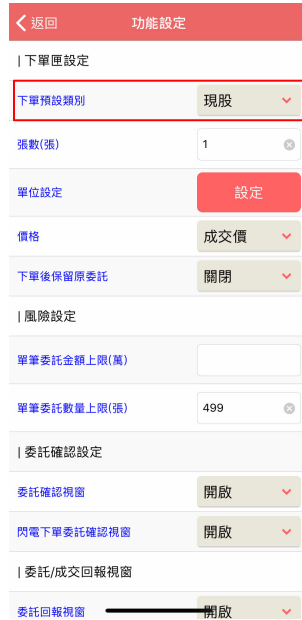 返回 功能設定
|下單匣設定
下單預設類別 現股
張數(張) 1
單位設定 設定
價格 成交價
下單後保留原委託 關閉
|風險設定
單筆委託金額上限(萬)
單筆委託數量上限(張) 499
|委託確認設定
委託確認視窗 開啟
閃電下單委託確認視窗 開啟
|委託/成交回報視窗
委託回報視窗 開啟